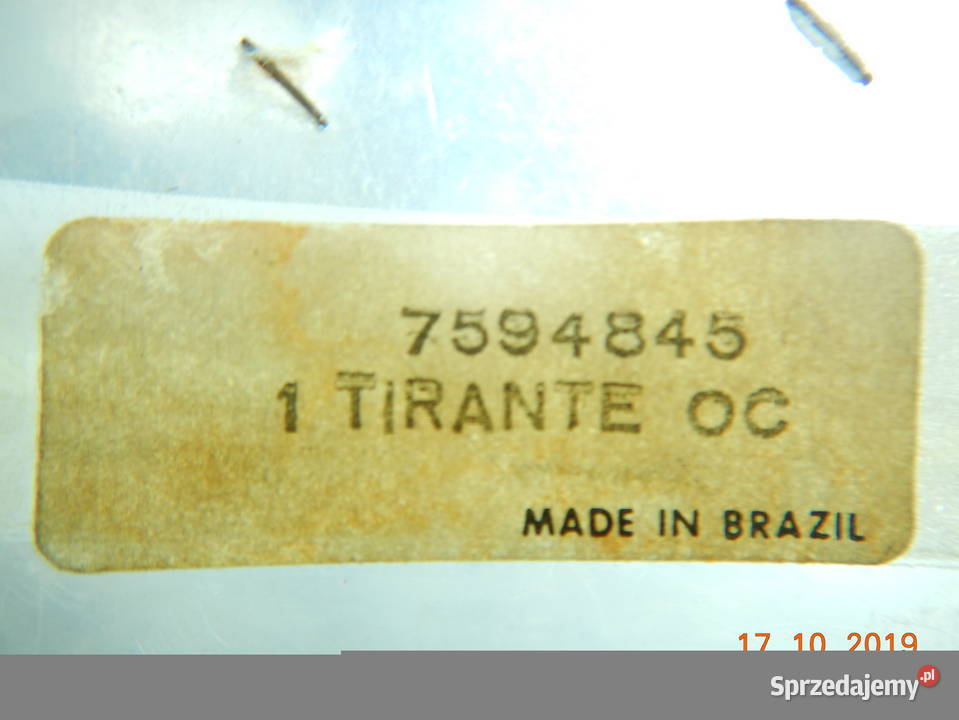 7594845
1 TIRANTE OC
MADE IN BRAZIL
17 10 2019
Sprzedajemy.pl